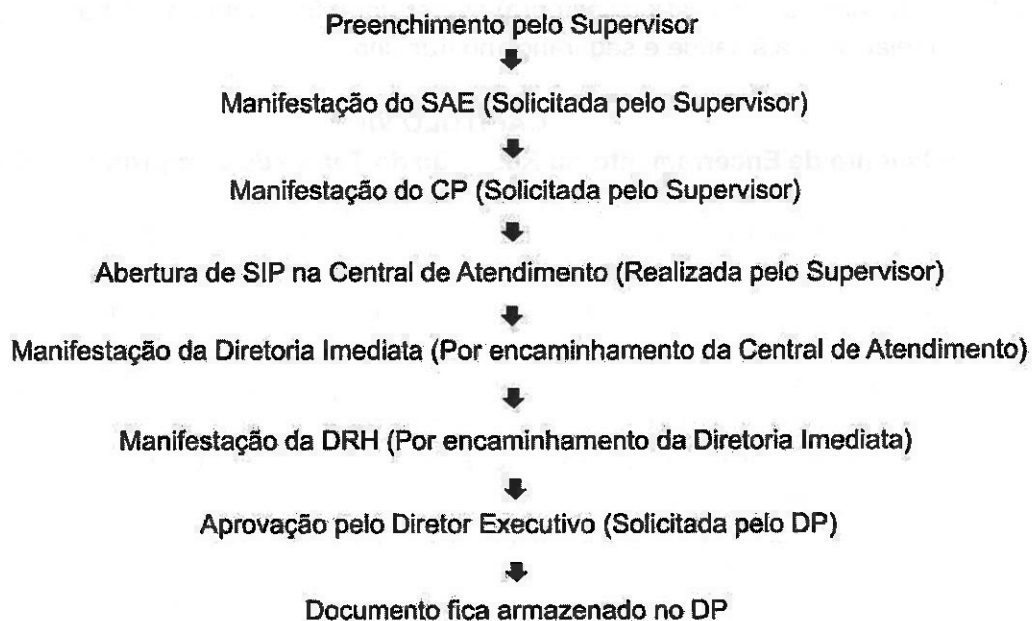 Preenchimento pelo Supervisor
Manifestação do SAE (Solicitada pelo Supervisor)
Manifestação do CP (Solicitada pelo Supervisor)
Abertura de SIP na Central de Atendimento (Realizada pelo Supervisor)
Manifestação da Diretoria Imediata (Por encaminhamento da Central de Atendimento)
Manifestação da DRH (Por encaminhamento da Diretoria Imediata)
Aprovação pelo Diretor Executivo (Solicitada pelo DP)
Documento fica armazenado no DP